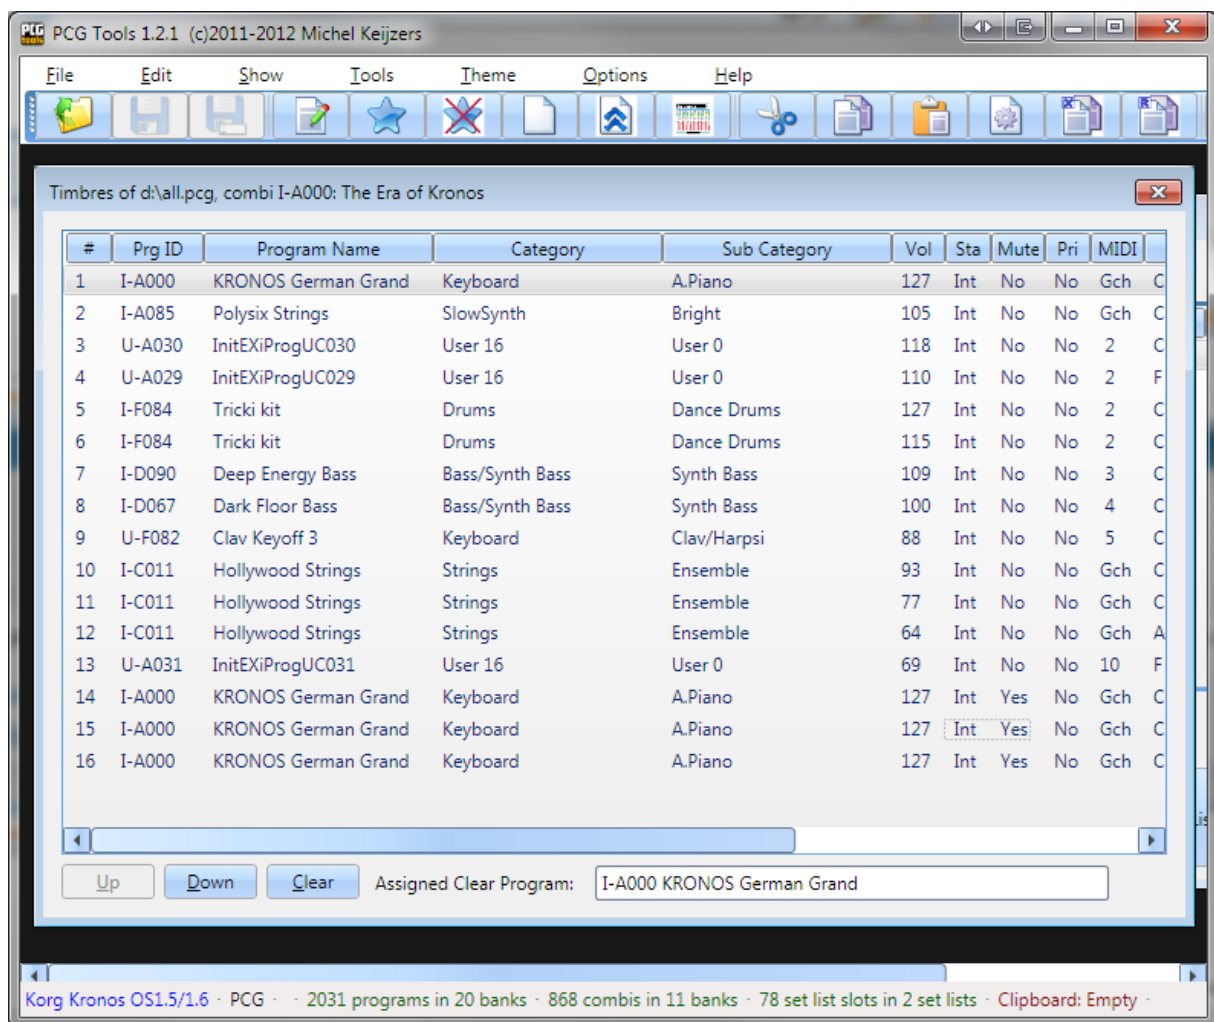 PCG Tools 1.2.1 (c)2011-2012 Michel Keijzers
File Edit Show Tools Theme Options Help
Timbres of d:\all.pcg, combi I-A000: The Era of Kronos
# Prg ID Program Name Category Sub Category Vol Sta Mute Pri MIDI
1 I-A000 KRONOS German Grand Keyboard A.Piano 127 Int No No Gch C
2 I-A085 Polysix Strings SlowSynth Bright 105 Int No No Gch C
3 U-A030 InitEXiProgUC030 User 16 User 0 118 Int No No 2 C
4 U-A029 InitEXiProgUC029 User 16 User 0 110 Int No No 2 F
5 I-F084 Tricki kit Drums Dance Drums 127 Int No No 2 C
6 I-F084 Tricki kit Drums Dance Drums 115 Int No No 2 C
7 I-D090 Deep Energy Bass Bass/Synth Bass Synth Bass 109 Int No No 3 C
8 I-D067 Dark Floor Bass Bass/Synth Bass Synth Bass 100 Int No No 4 C
9 U-F082 Clav Keyoff 3 Keyboard Clav/Harpsi 88 Int No No 5 C
10 I-C011 Hollywood Strings Strings Ensemble 93 Int No No Gch C
11 I-C011 Hollywood Strings Strings Ensemble 77 Int No No Gch C
12 I-C011 Hollywood Strings Strings Ensemble 64 Int No No Gch A
13 U-A031 InitEXiProgUC031 User 16 User 0 69 Int No No 10 F
14 I-A000 KRONOS German Grand Keyboard A.Piano 127 Int Yes No Gch C
15 I-A000 KRONOS German Grand Keyboard A.Piano 127 Int Yes No Gch C
16 I-A000 KRONOS German Grand Keyboard A.Piano 127 Int Yes No Gch C
Up Down Clear Assigned Clear Program: I-A000 KRONOS German Grand
Korg Kronos OS1.5/1.6 · PCG · · 2031 programs in 20 banks · 868 combis in 11 banks · 78 set list slots in 2 set lists · Clipboard: Empty ·